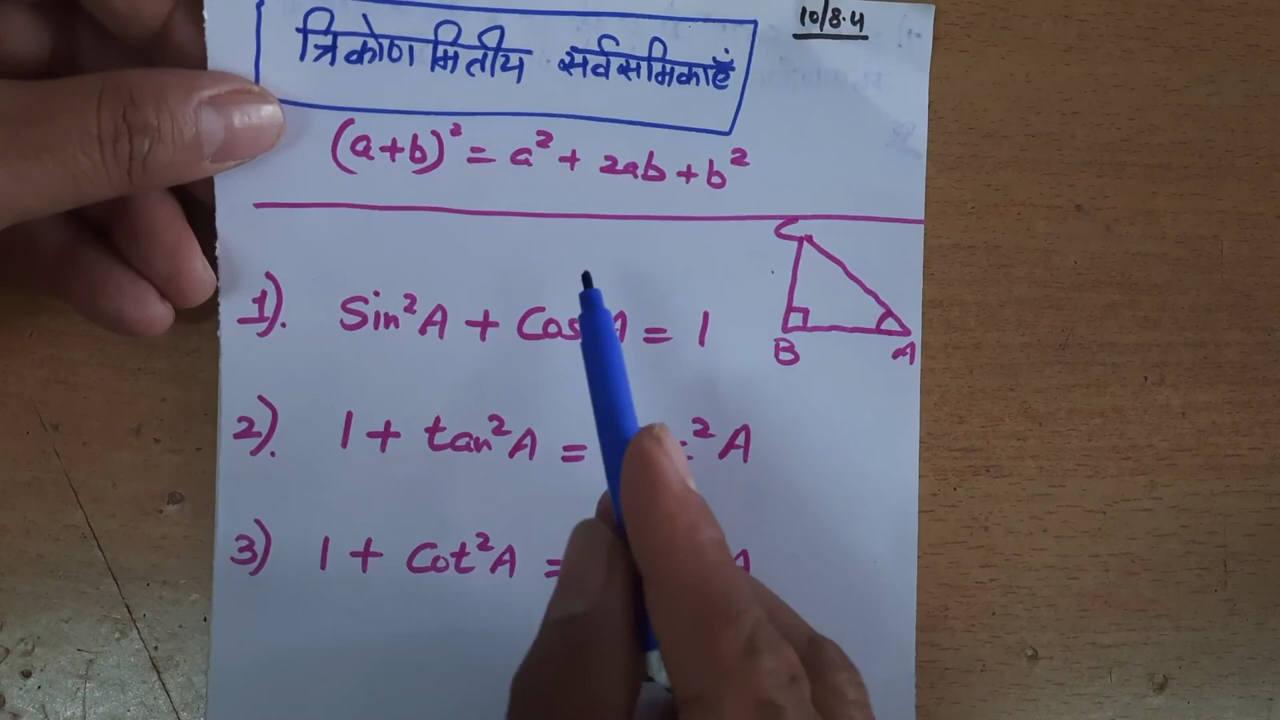 10/8.4
त्रिकोणमितीय सर्वसमिकाएँ
(a+b)² = a² + 2ab + b²
C
1). Sin²A + Cos A = 1
B A
2). 1 + tan²A = ² A
3) 1 + Cot²A = A